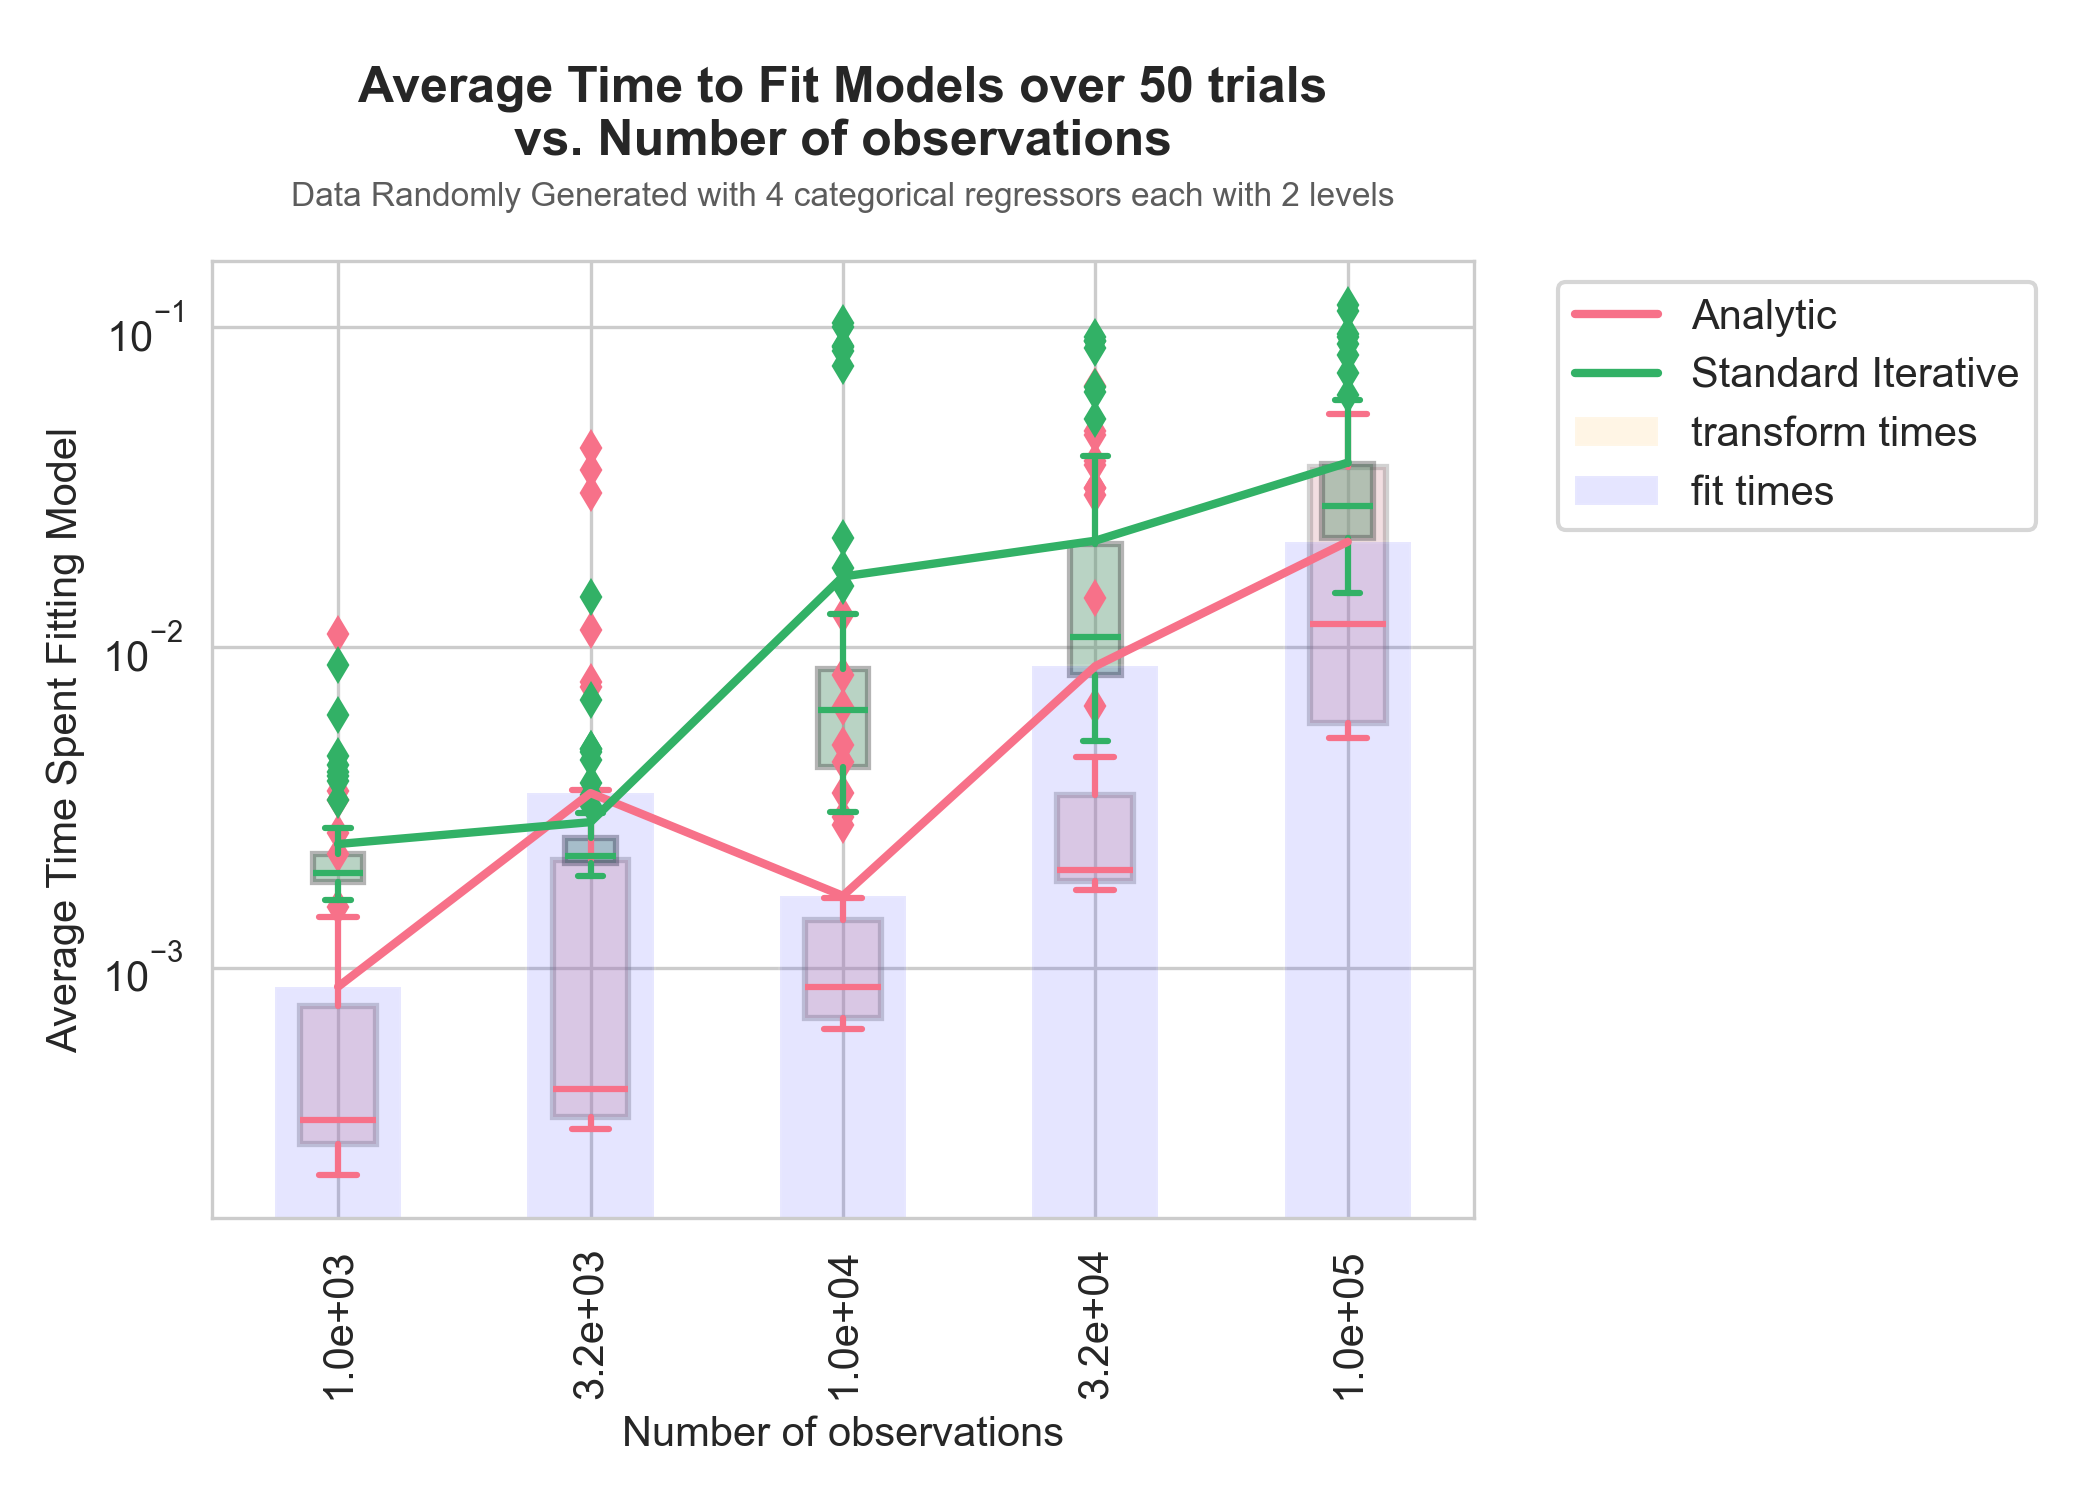 Average Time to Fit Models over 50 trials
vs. Number of observations
Data Randomly Generated with 4 categorical regressors each with 2 levels
Average Time Spent Fitting Model
10−1
10−2
10−3
1.0e+03
3.2e+03
1.0e+04
3.2e+04
1.0e+05
Number of observations
Analytic
Standard Iterative
transform times
fit times